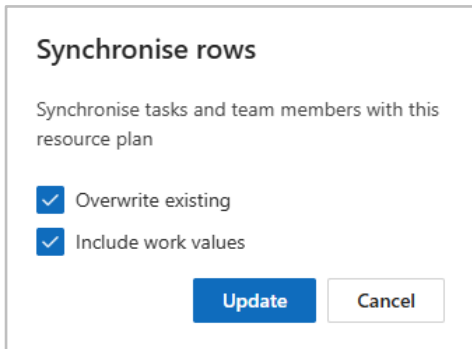 Synchronise rows
Synchronise tasks and team members with this
resource plan
Overwrite existing
Include work values
Update Cancel